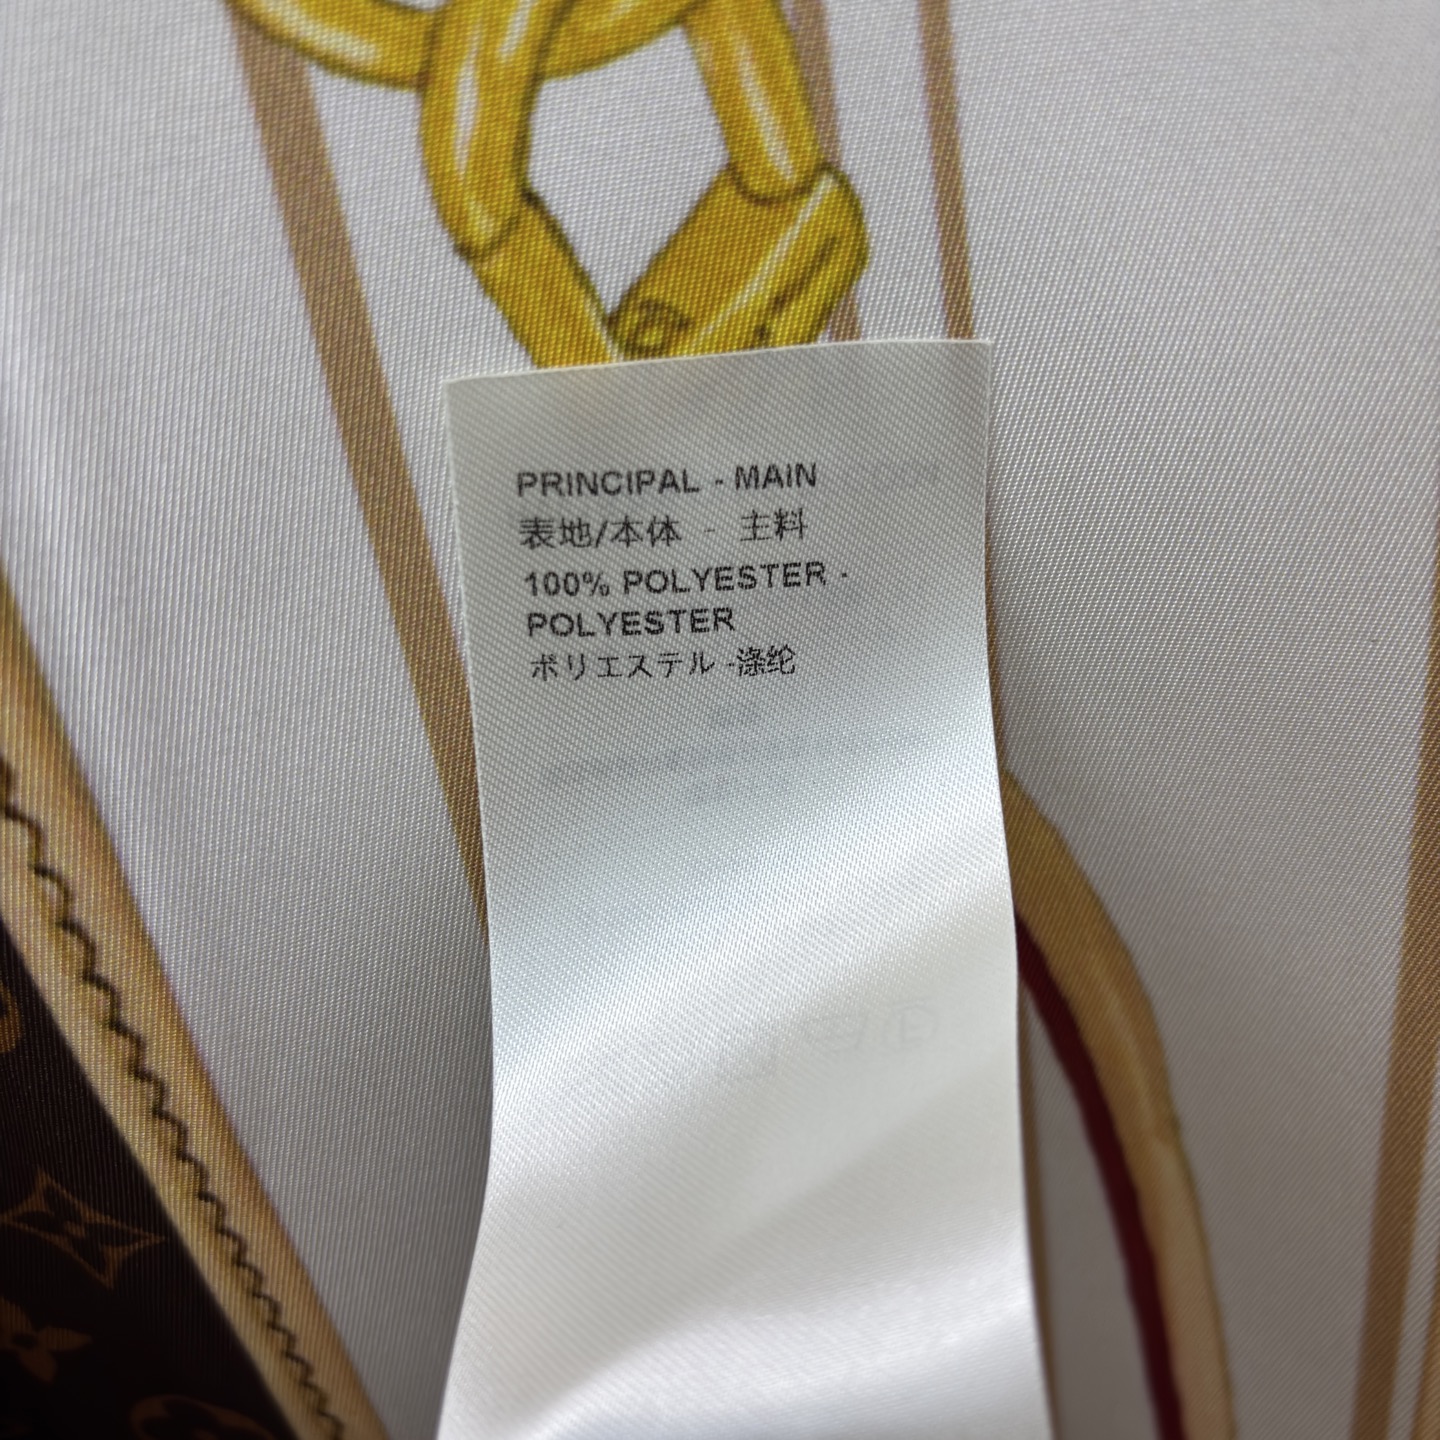 PRINCIPAL - MAIN
表地/本体 - 主料
100% POLYESTER -
POLYESTER
ポリエステル -涤纶